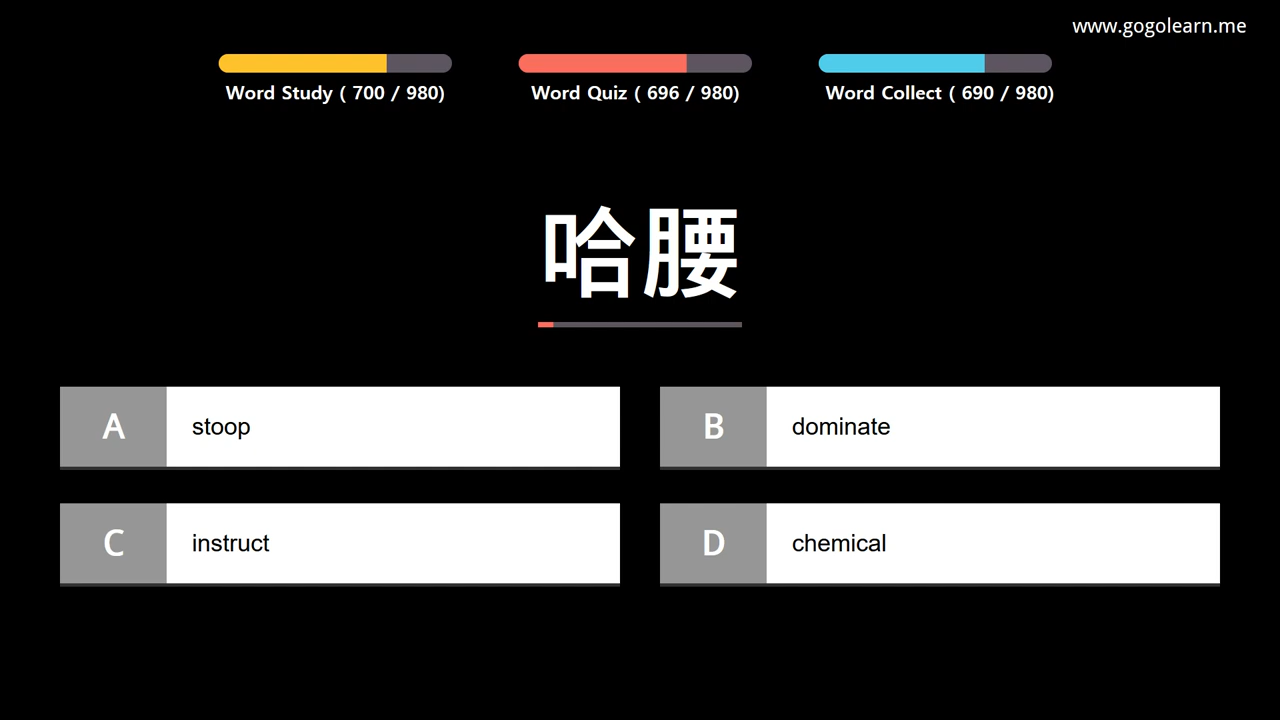 www.gogolearn.me
Word Study ( 700 / 980)
Word Quiz ( 696 / 980)
Word Collect ( 690 / 980)
哈腰
A stoop
B dominate
C instruct
D chemical